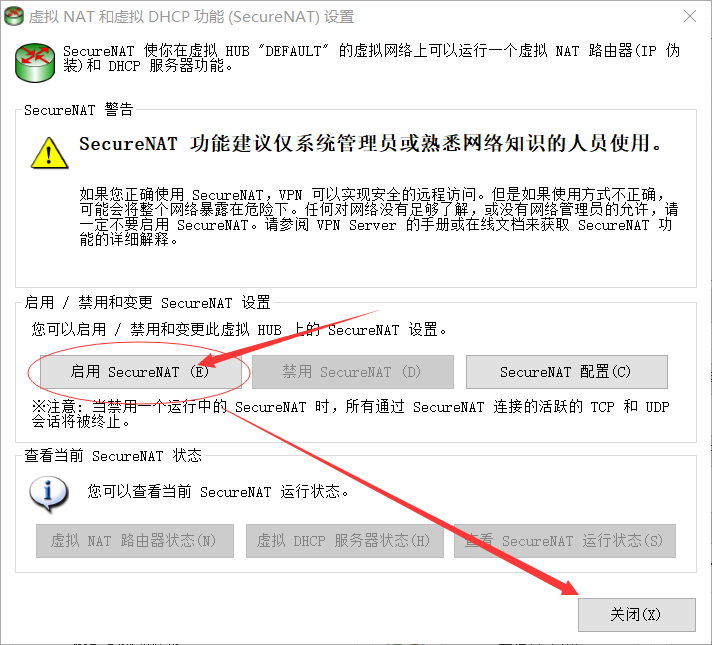 虚拟 NAT 和虚拟 DHCP 功能 (SecureNAT) 设置
SecureNAT 使你在虚拟 HUB "DEFAULT" 的虚拟网络上可以运行一个虚拟 NAT 路由器(IP 伪
装)和 DHCP 服务器功能。
SecureNAT 警告
SecureNAT 功能建议仅系统管理员或熟悉网络知识的人员使用。
如果您正确使用 SecureNAT, VPN 可以实现安全的远程访问。但是如果使用方式不正确，
可能会将整个网络暴露在危险下。任何对网络没有足够了解，或没有网络管理员的允许，请
一定不要启用 SecureNAT。请参阅 VPN Server 的手册或在线文档来获取 SecureNAT 功
能的详细解释。
启用 / 禁用和变更 SecureNAT 设置
您可以启用 / 禁用和变更此虚拟 HUB 上的 SecureNAT 设置。
启用 SecureNAT (E)
禁用 SecureNAT (D)
SecureNAT 配置(C)
※注意: 当禁用一个运行中的 SecureNAT 时，所有通过 SecureNAT 连接的活跃的 TCP 和 UDP
会话将被终止。
查看当前 SecureNAT 状态
您可以查看当前 SecureNAT 运行状态。
虚拟 NAT 路由器状态(N)
虚拟 DHCP 服务器状态(H)
查看 SecureNAT 运行状态(S)
关闭(X)